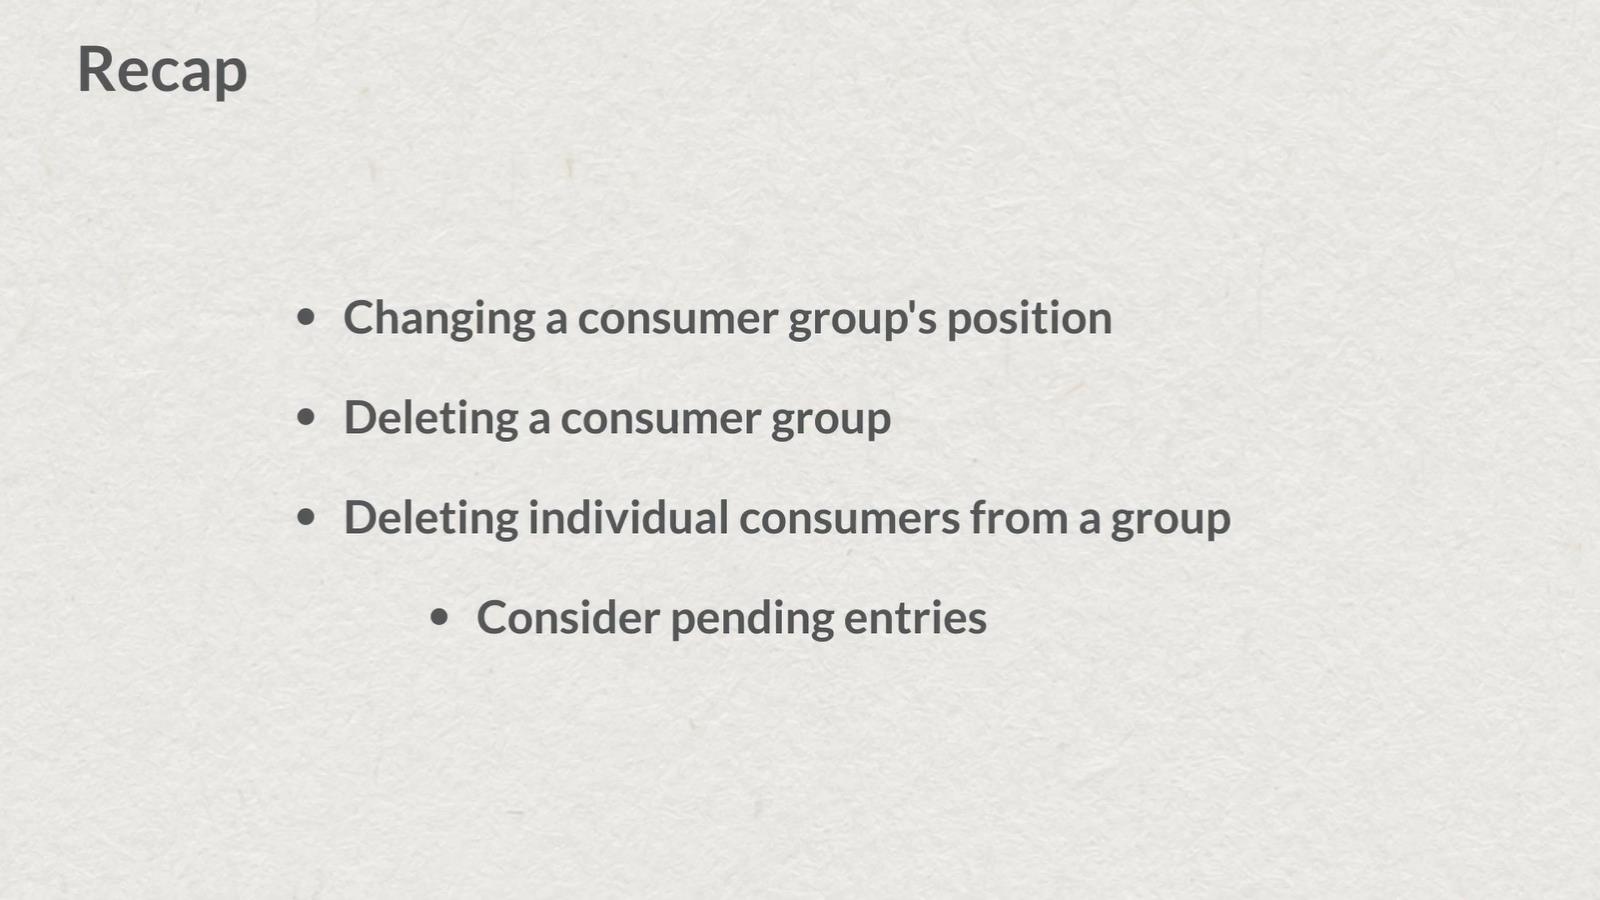 Recap
• Changing a consumer group's position
• Deleting a consumer group
• Deleting individual consumers from a group
• Consider pending entries